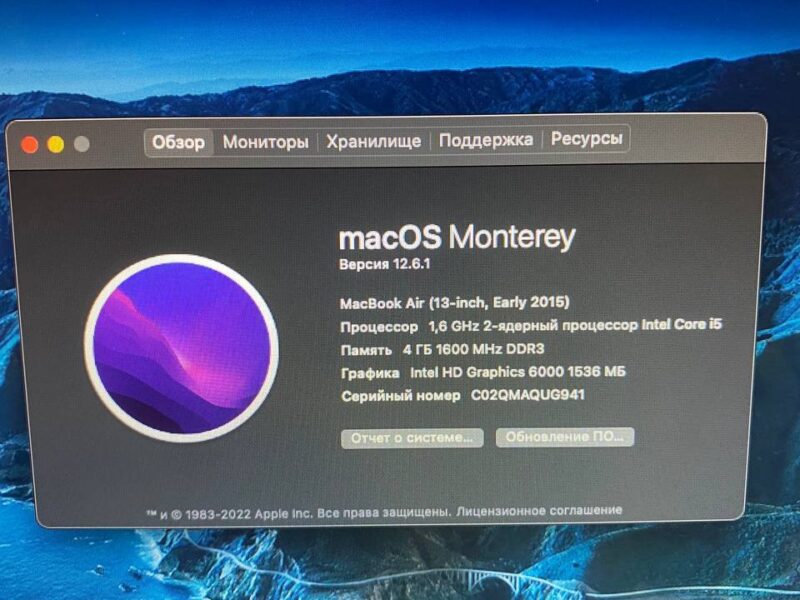 Обзор Мониторы Хранилище Поддержка Ресурсы
macOS Monterey
Версия 12.6.1
MacBook Air (13-inch, Early 2015)
Процессор 1,6 GHz 2-ядерный процессор Intel Core i5
Память 4 ГБ 1600 MHz DDR3
Графика Intel HD Graphics 6000 1536 МБ
Серийный номер C02QMAQUG941
Отчет о системе... Обновление ПО...
™ и © 1983-2022 Apple Inc. Все права защищены. Лицензионное соглашение